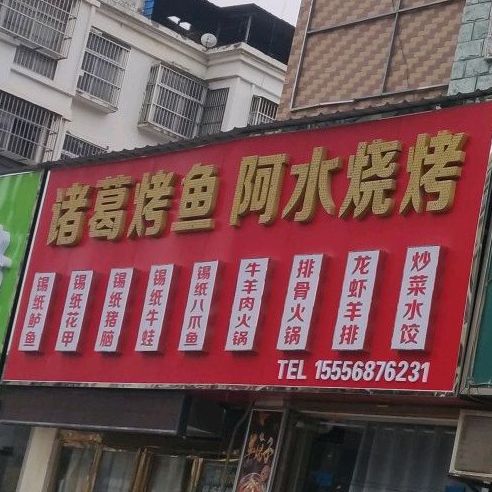 诸葛烤鱼 阿水烧烤
锡纸鲈鱼
锡纸花甲
锡纸猪脑
锡纸牛蛙
锡纸八爪鱼
牛羊肉火锅
排骨火锅
龙虾羊排
炒菜水饺
TEL 15556876231